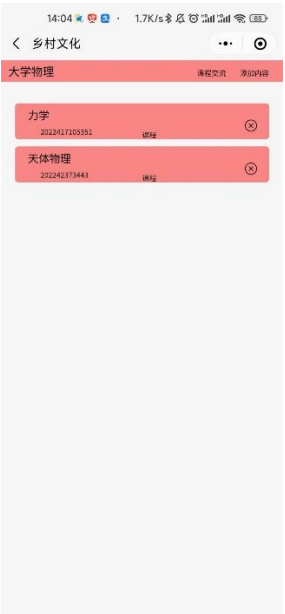 14:04 · 1.7K/s 85
乡村文化
大学物理 课程交流 添加内容
力学
2022417105351 课程
天体物理
202242373443 课程